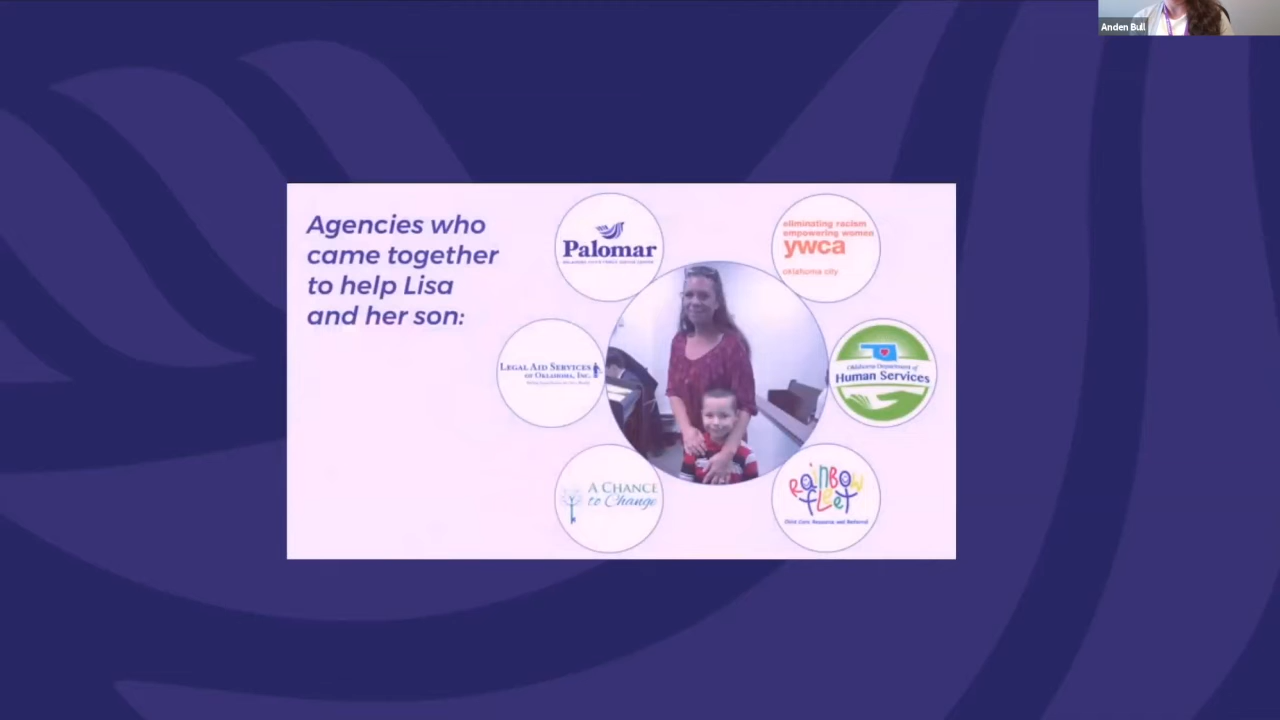 Anden Bull
Agencies who
came together
to help Lisa
and her son:
Palomar
eliminating racism
empowering women
ywca
oklahoma city
LEGAL AID SERVICES
OF OKLAHOMA, INC.
Oklahoma Department of
Human Services
A CHANCE
to Change
RaiNBOW
fLeeT
Child Care Resource and Referral